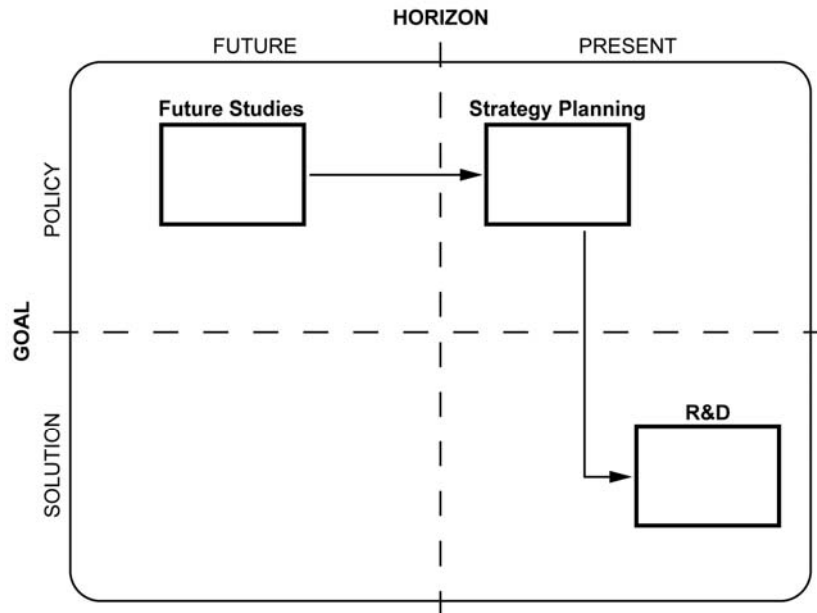 HORIZON
FUTURE
PRESENT
Future Studies
Strategy Planning
POLICY
GOAL
SOLUTION
R&D